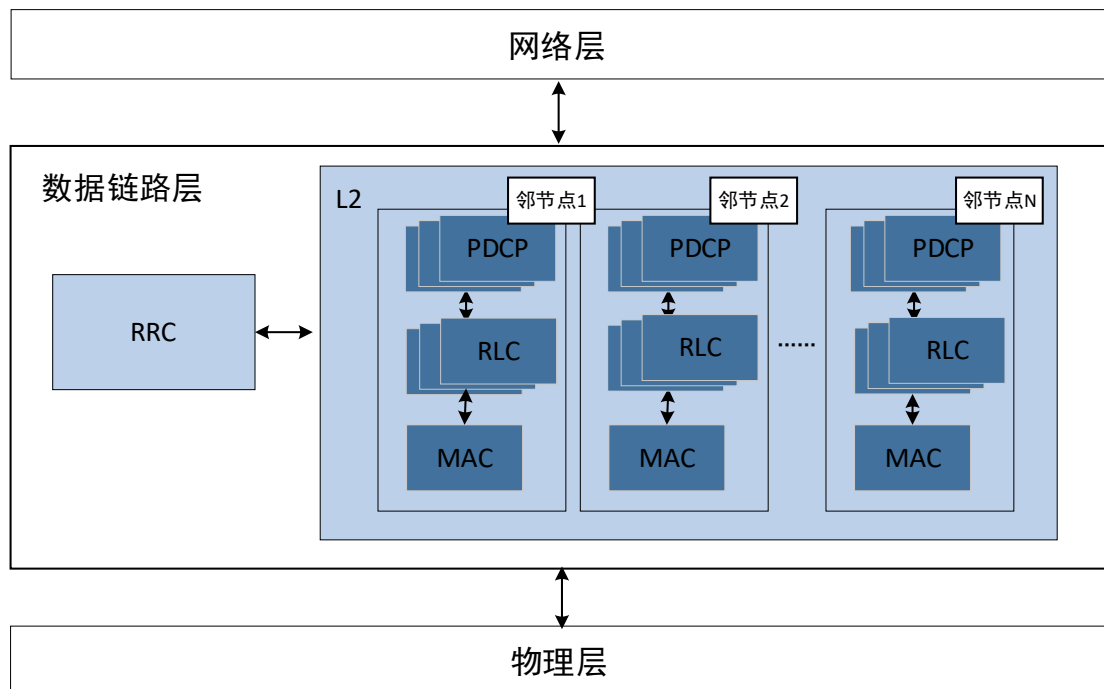 网络层
数据链路层
L2
邻节点1
邻节点2
邻节点N
PDCP
PDCP
PDCP
RRC
RLC
RLC
......
RLC
MAC
MAC
MAC
物理层